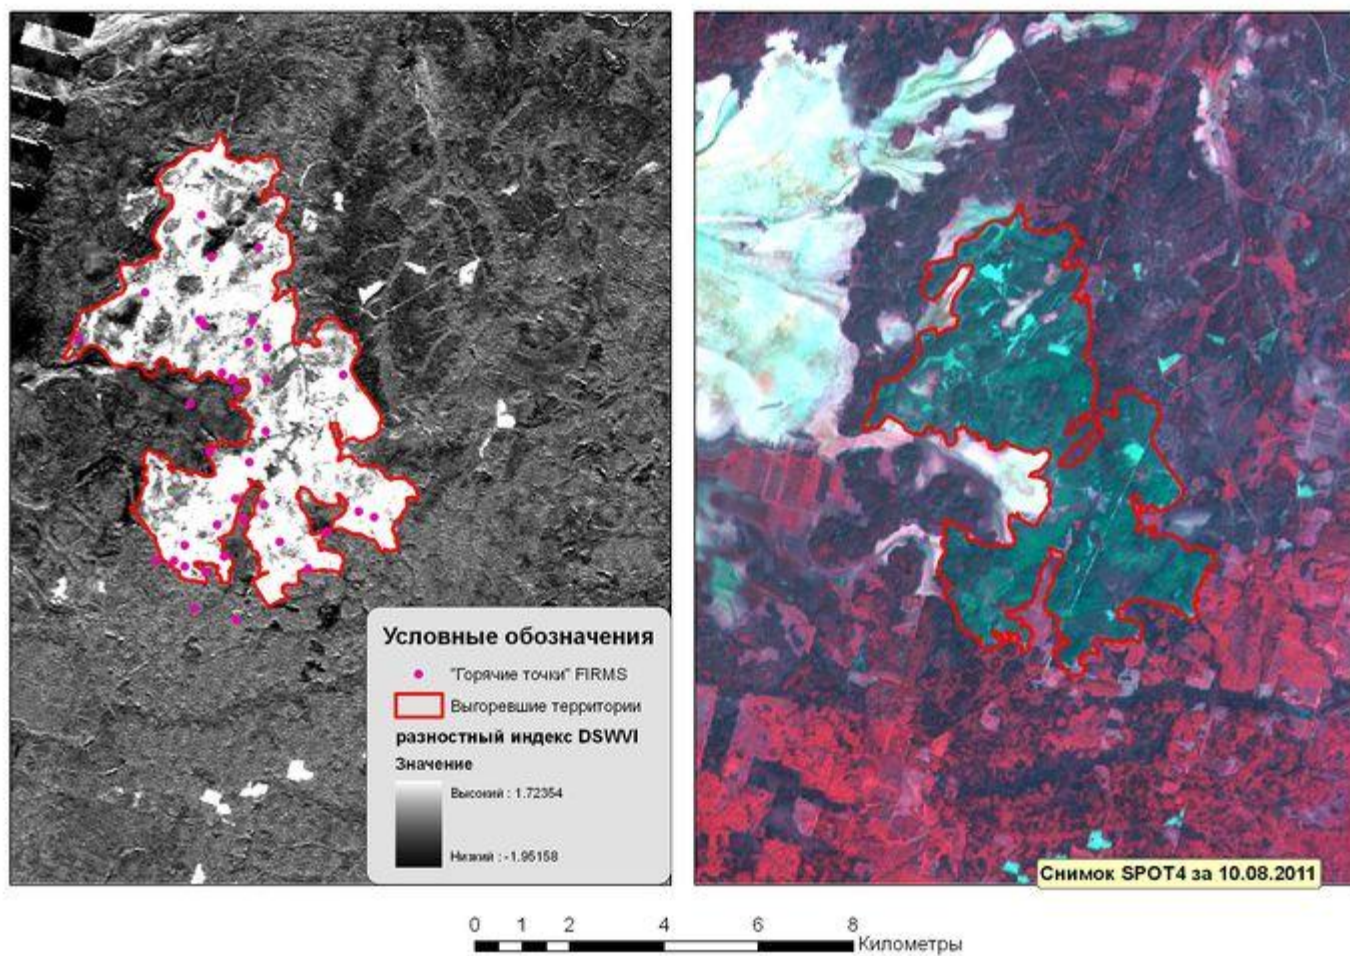 Условные обозначения
"Горячие точки" FIRMS
Выгоревшие территории
разностный индекс DSWVI
Значение
Высокий : 1.72354
Низкий : -1.95158
Снимок SPOT4 за 10.08.2011
0 1 2 4 6 8
Километры